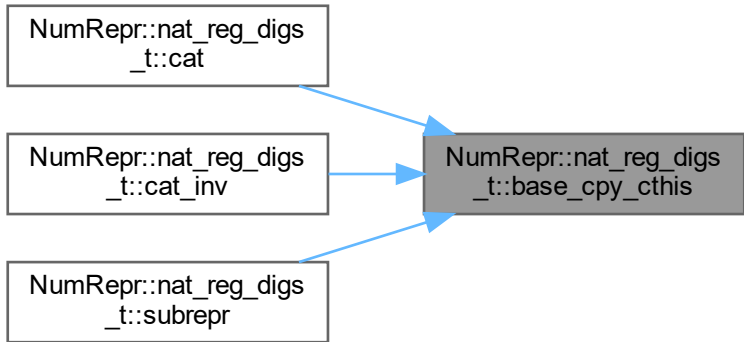 NumRepr::nat_reg_digs
_t::cat
NumRepr::nat_reg_digs
_t::cat_inv
NumRepr::nat_reg_digs
_t::base_cpy_cthis
NumRepr::nat_reg_digs
_t::subrepr